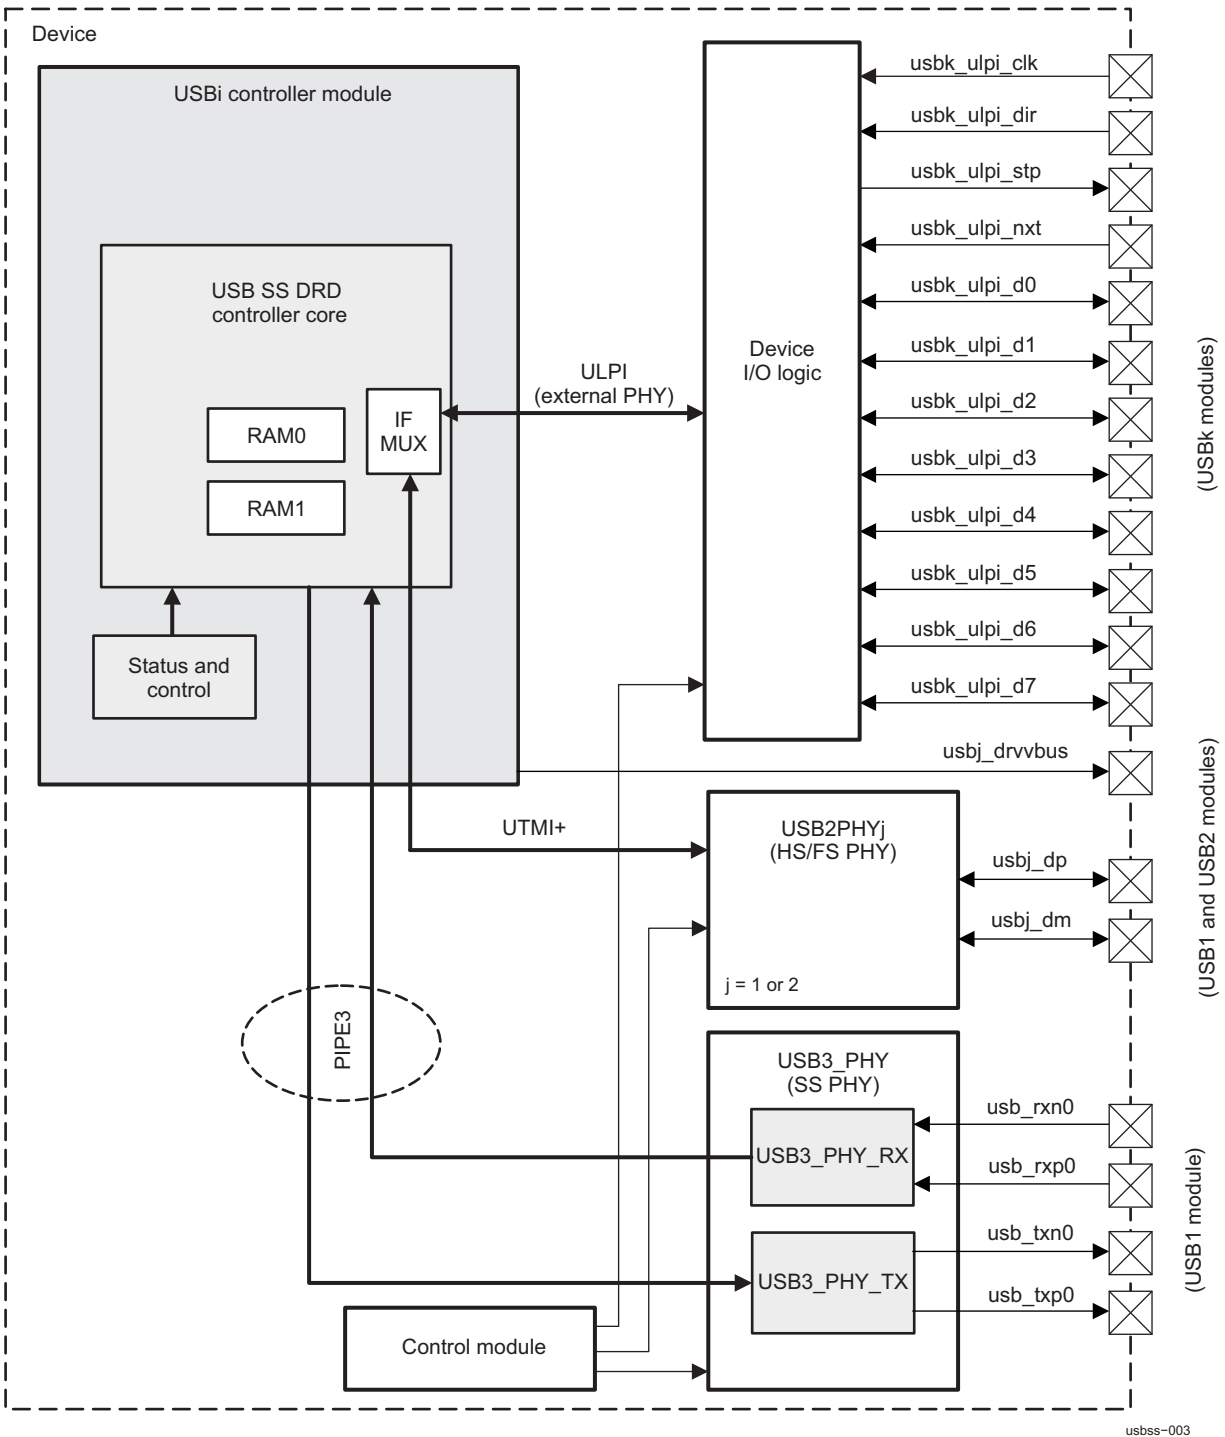 Device
USBi controller module
USB SS DRD
controller core
RAM0
RAM1
IF
MUX
Status and
control
ULPI
(external PHY)
Device
I/O logic
usbk_ulpi_clk
usbk_ulpi_dir
usbk_ulpi_stp
usbk_ulpi_nxt
usbk_ulpi_d0
usbk_ulpi_d1
usbk_ulpi_d2
usbk_ulpi_d3
usbk_ulpi_d4
usbk_ulpi_d5
usbk_ulpi_d6
usbk_ulpi_d7
(USBk modules)
usbj_drvvbus
UTMI+
USB2PHYj
(HS/FS PHY)
j = 1 or 2
usbj_dp
usbj_dm
(USB1 and USB2 modules)
PIPE3
USB3_PHY
(SS PHY)
USB3_PHY_RX
USB3_PHY_TX
usb_rxn0
usb_rxp0
usb_txn0
usb_txp0
(USB1 module)
Control module
usbss−003